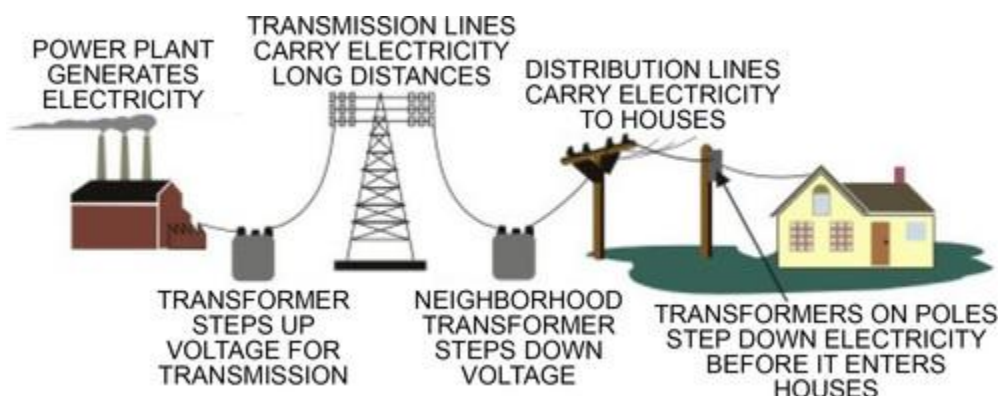 POWER PLANT
GENERATES
ELECTRICITY
TRANSMISSION LINES
CARRY ELECTRICITY
LONG DISTANCES
DISTRIBUTION LINES
CARRY ELECTRICITY
TO HOUSES
TRANSFORMER
STEPS UP
VOLTAGE FOR
TRANSMISSION
NEIGHBORHOOD
TRANSFORMER
STEPS DOWN
VOLTAGE
TRANSFORMERS ON POLES
STEP DOWN ELECTRICITY
BEFORE IT ENTERS
HOUSES